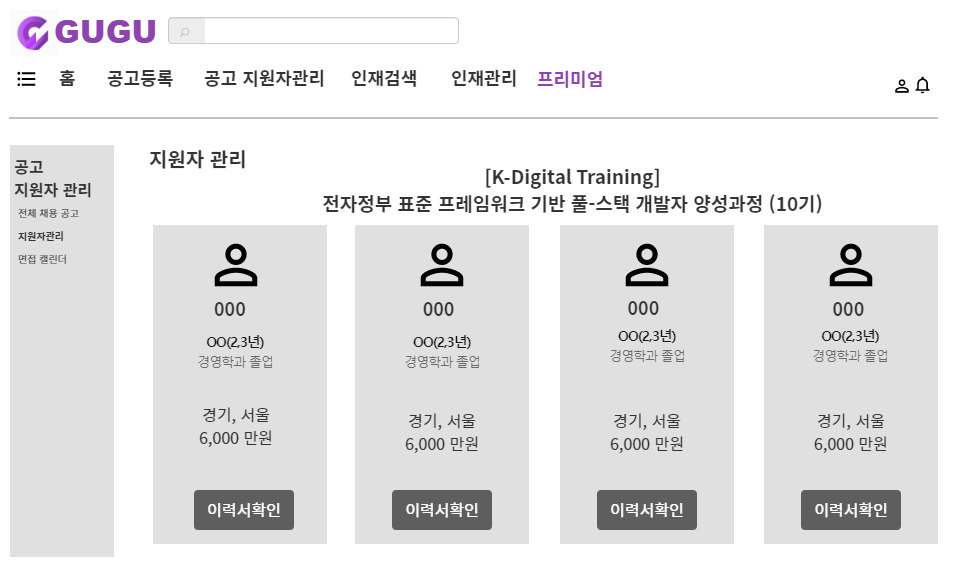 GUGU
홈 공고등록 공고 지원자관리 인재검색 인재관리 프리미엄
공고
지원자 관리
전체 채용 공고
지원자관리
면접 캘린더
지원자 관리
[K-Digital Training]
전자정부 표준 프레임워크 기반 풀-스택 개발자 양성과정 (10기)
000
OO(2,3년)
경영학과 졸업
경기, 서울
6,000 만원
이력서확인
000
OO(2,3년)
경영학과 졸업
경기, 서울
6,000 만원
이력서확인
000
OO(2,3년)
경영학과 졸업
경기, 서울
6,000 만원
이력서확인
000
OO(2,3년)
경영학과 졸업
경기, 서울
6,000 만원
이력서확인